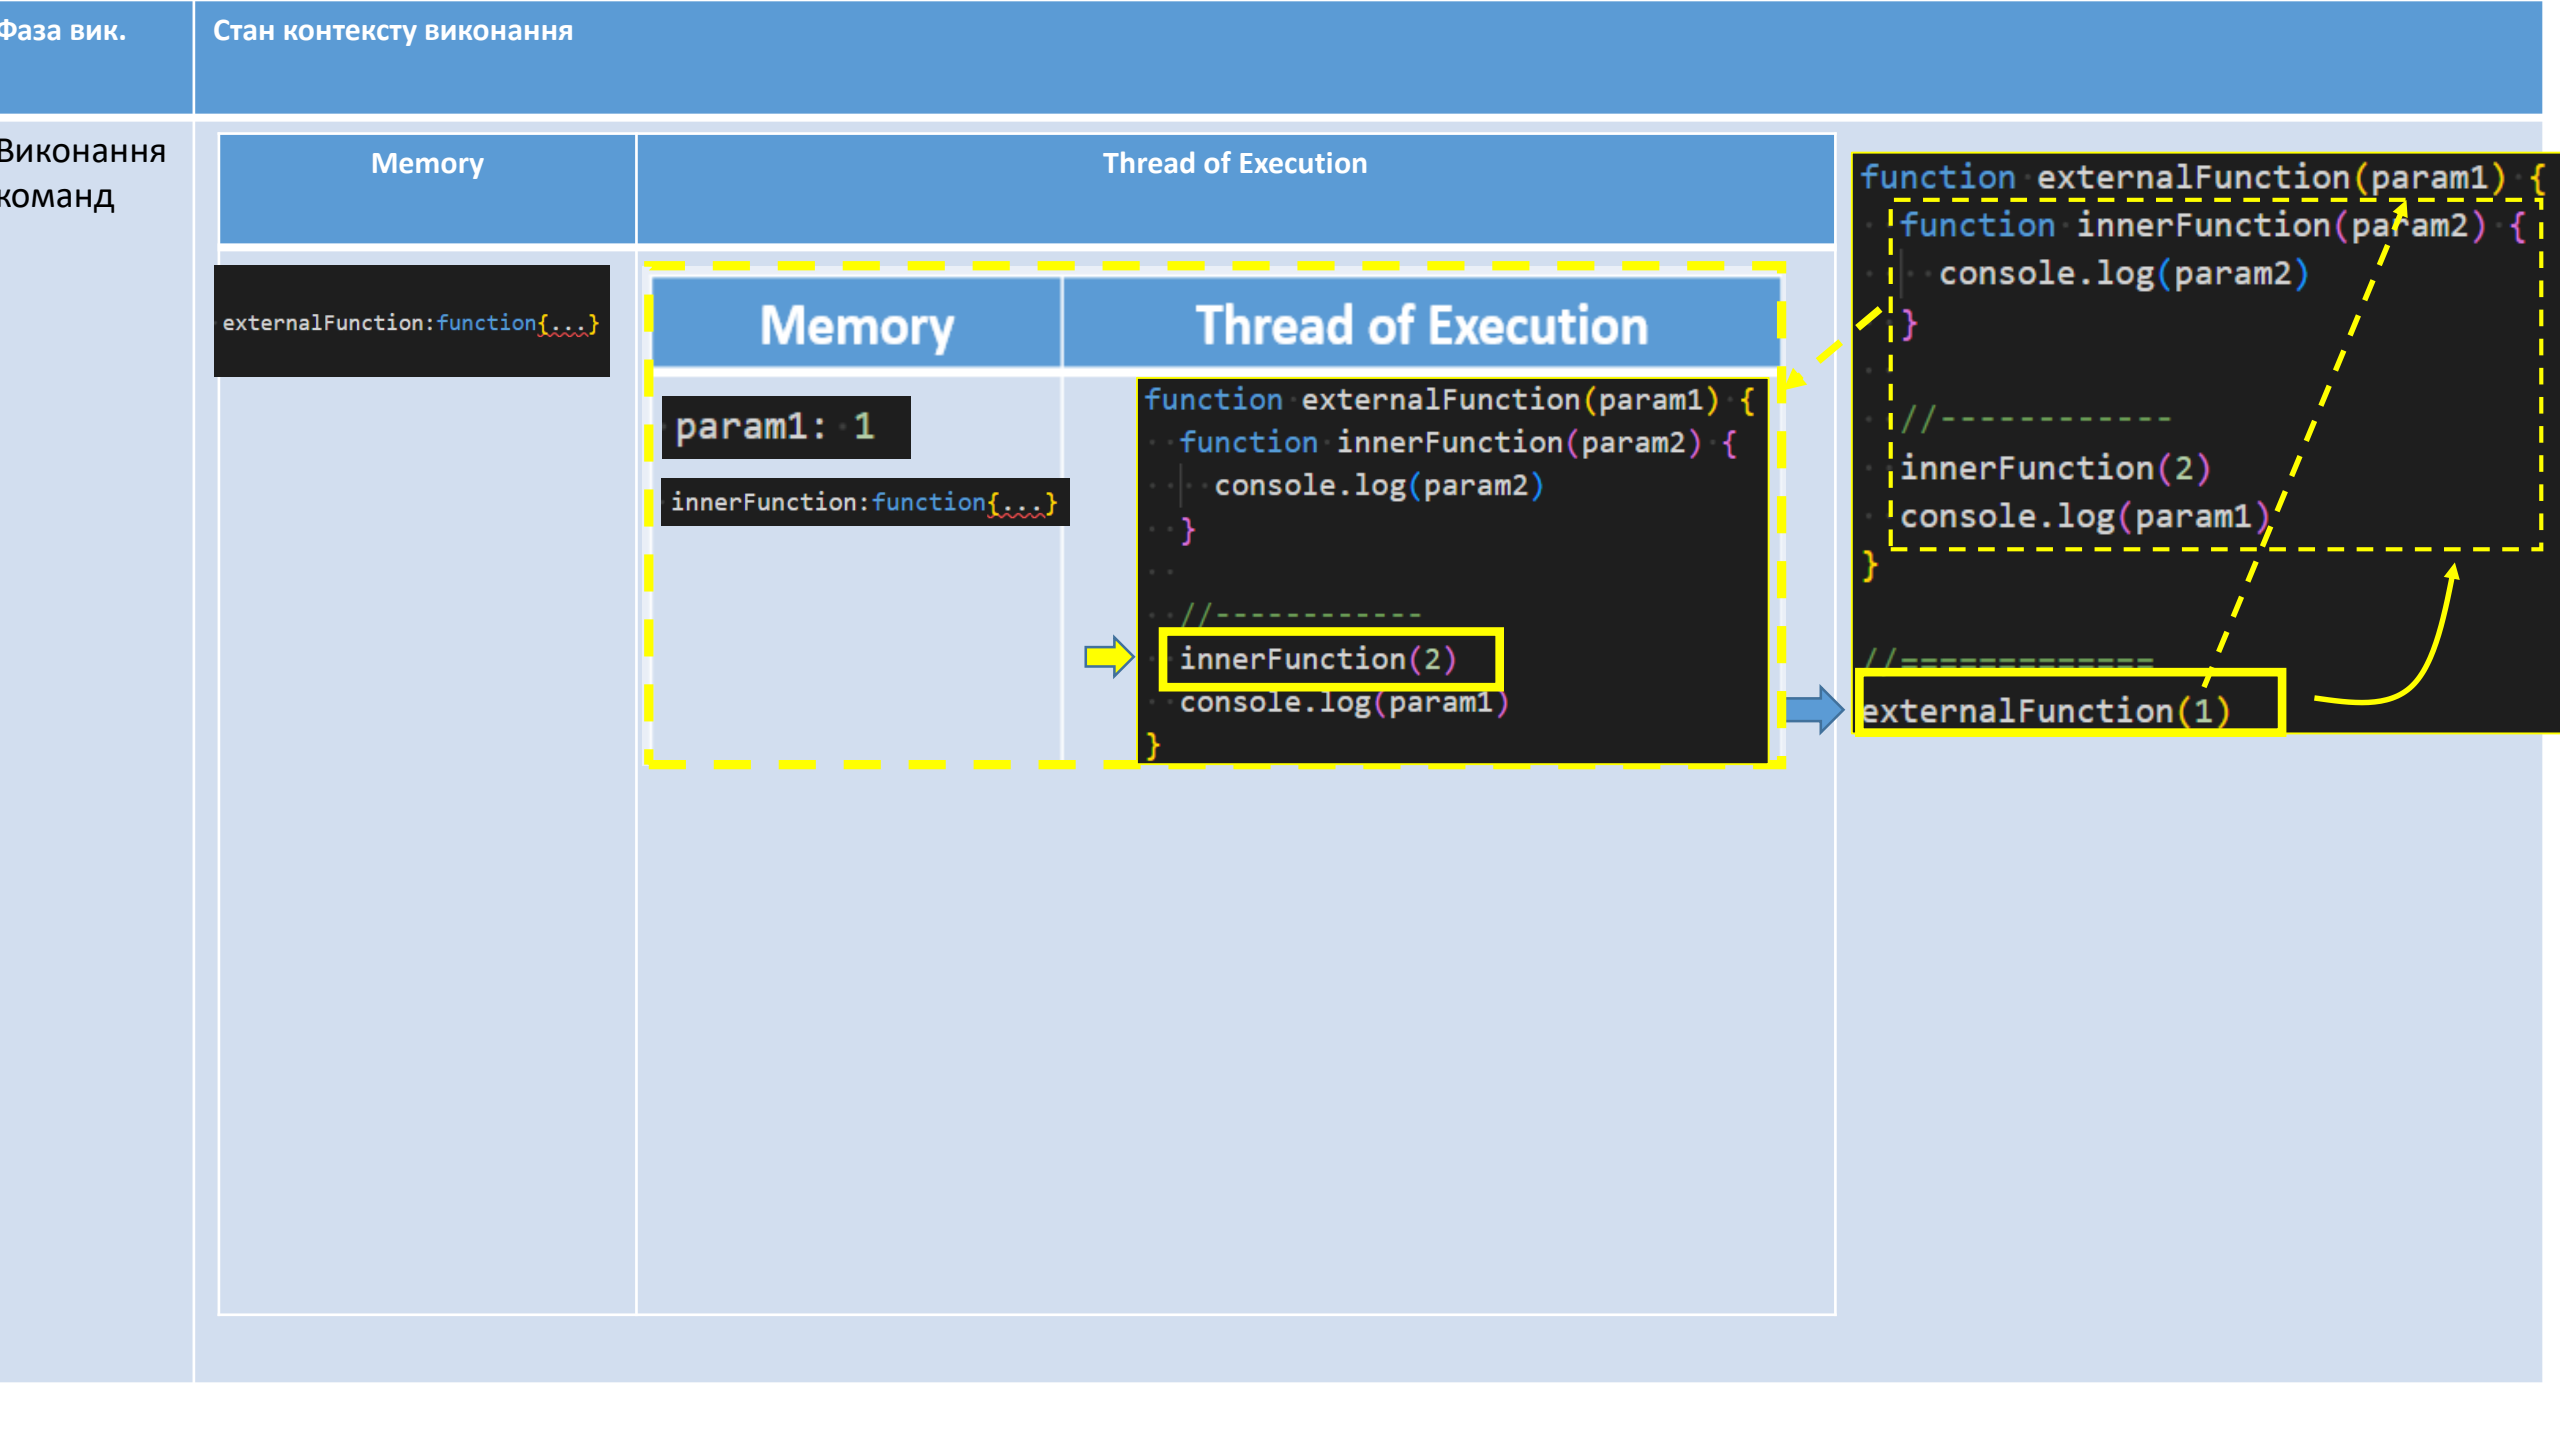 Фаза вик.
Стан контексту виконання
Виконання
команд
Memory
Thread of Execution
externalFunction:function{...}
Memory
Thread of Execution
param1: 1
innerFunction:function{...}
function externalFunction(param1) {
function innerFunction(param2) {
console.log(param2)
}
//------------
innerFunction(2)
console.log(param1)
}
function externalFunction(param1) {
function innerFunction(param2) {
console.log(param2)
}
//------------
innerFunction(2)
console.log(param1)
}
//=============
externalFunction(1)